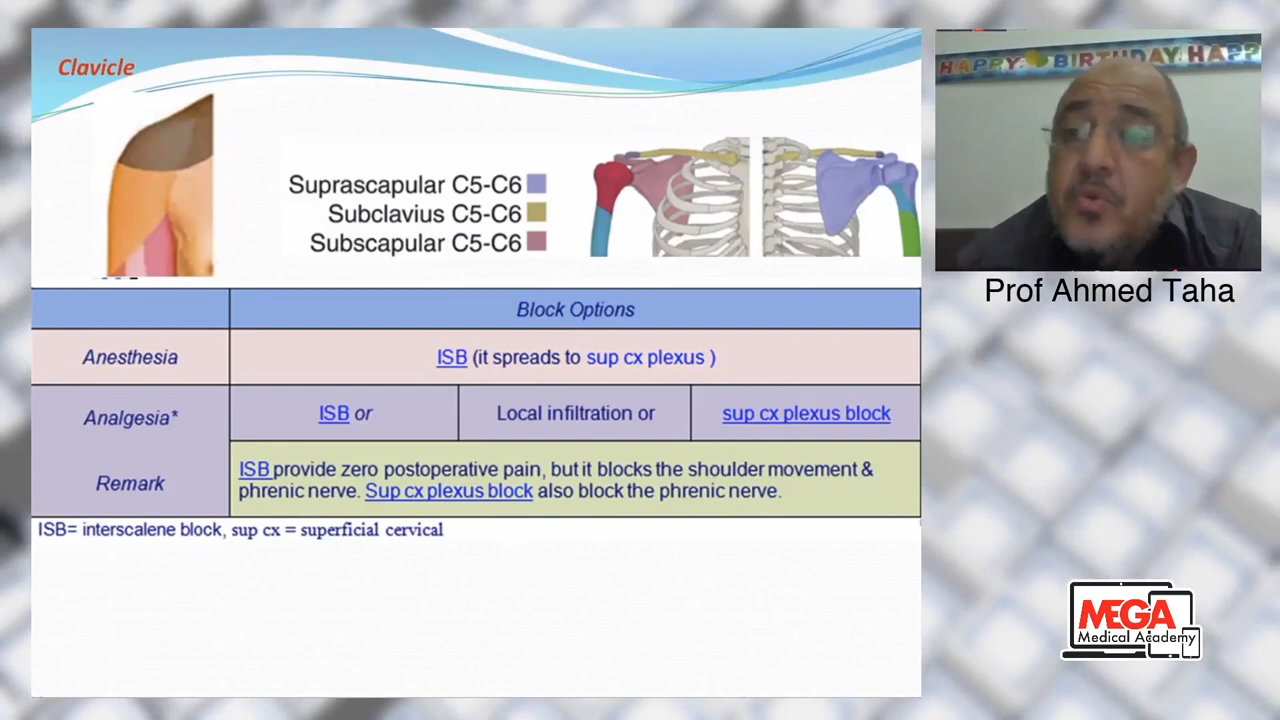 Clavicle
Suprascapular C5-C6
Subclavius C5-C6
Subscapular C5-C6
Block Options
Anesthesia
ISB (it spreads to sup cx plexus )
Analgesia*
ISB or
Local infiltration or
sup cx plexus block
Remark
ISB provide zero postoperative pain, but it blocks the shoulder movement &
phrenic nerve. Sup cx plexus block also block the phrenic nerve.
ISB= interscalene block, sup cx = superficial cervical
HAPPY BIRTHDAY HAPP
Prof Ahmed Taha
MEGA
Medical Academy